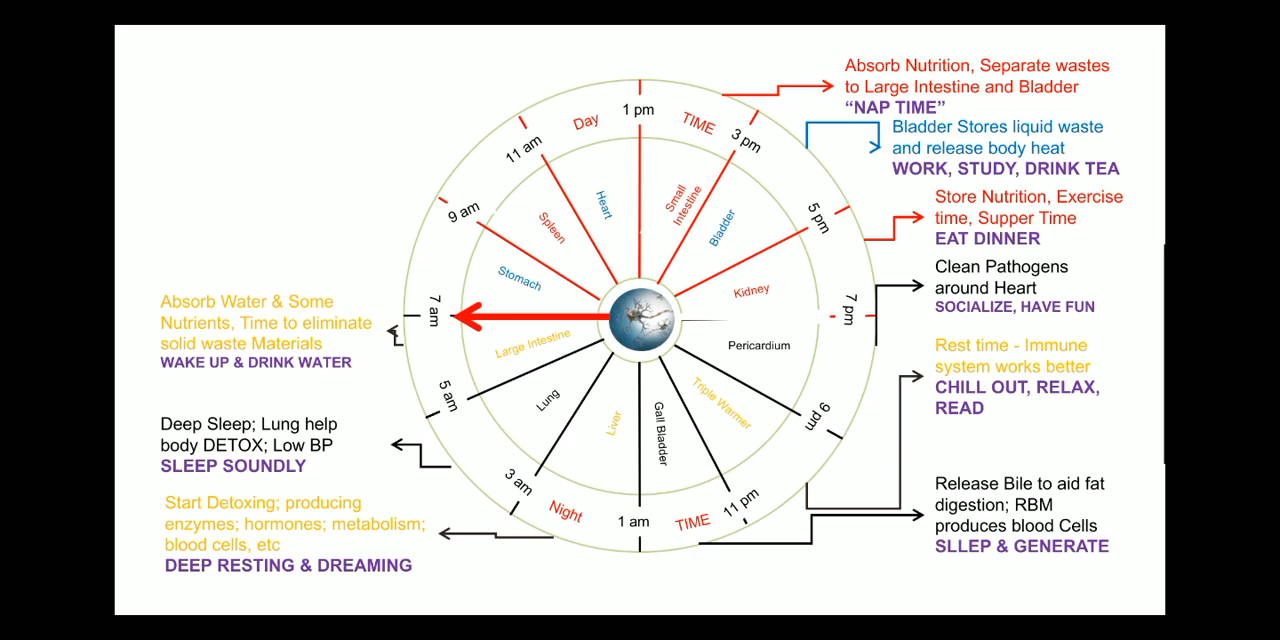 Absorb Nutrition, Separate wastes
to Large Intestine and Bladder
“NAP TIME”
Bladder Stores liquid waste
and release body heat
WORK, STUDY, DRINK TEA
Store Nutrition, Exercise
time, Supper Time
EAT DINNER
Clean Pathogens
around Heart
SOCIALIZE, HAVE FUN
Rest time - Immune
system works better
CHILL OUT, RELAX,
READ
Release Bile to aid fat
digestion; RBM
produces blood Cells
SLLEP & GENERATE
Start Detoxing; producing
enzymes; hormones; metabolism;
blood cells, etc
DEEP RESTING & DREAMING
Deep Sleep; Lung help
body DETOX; Low BP
SLEEP SOUNDLY
Absorb Water & Some
Nutrients, Time to eliminate
solid waste Materials
WAKE UP & DRINK WATER
Day
TIME
1 pm
3 pm
5 pm
7 pm
9 pm
11 pm
Night
TIME
1 am
3 am
5 am
7 am
9 am
11 am
Small
Intestine
Bladder
Kidney
Pericardium
Triple Warmer
Gall Bladder
Liver
Lung
Large Intestine
Stomach
Spleen
Heart